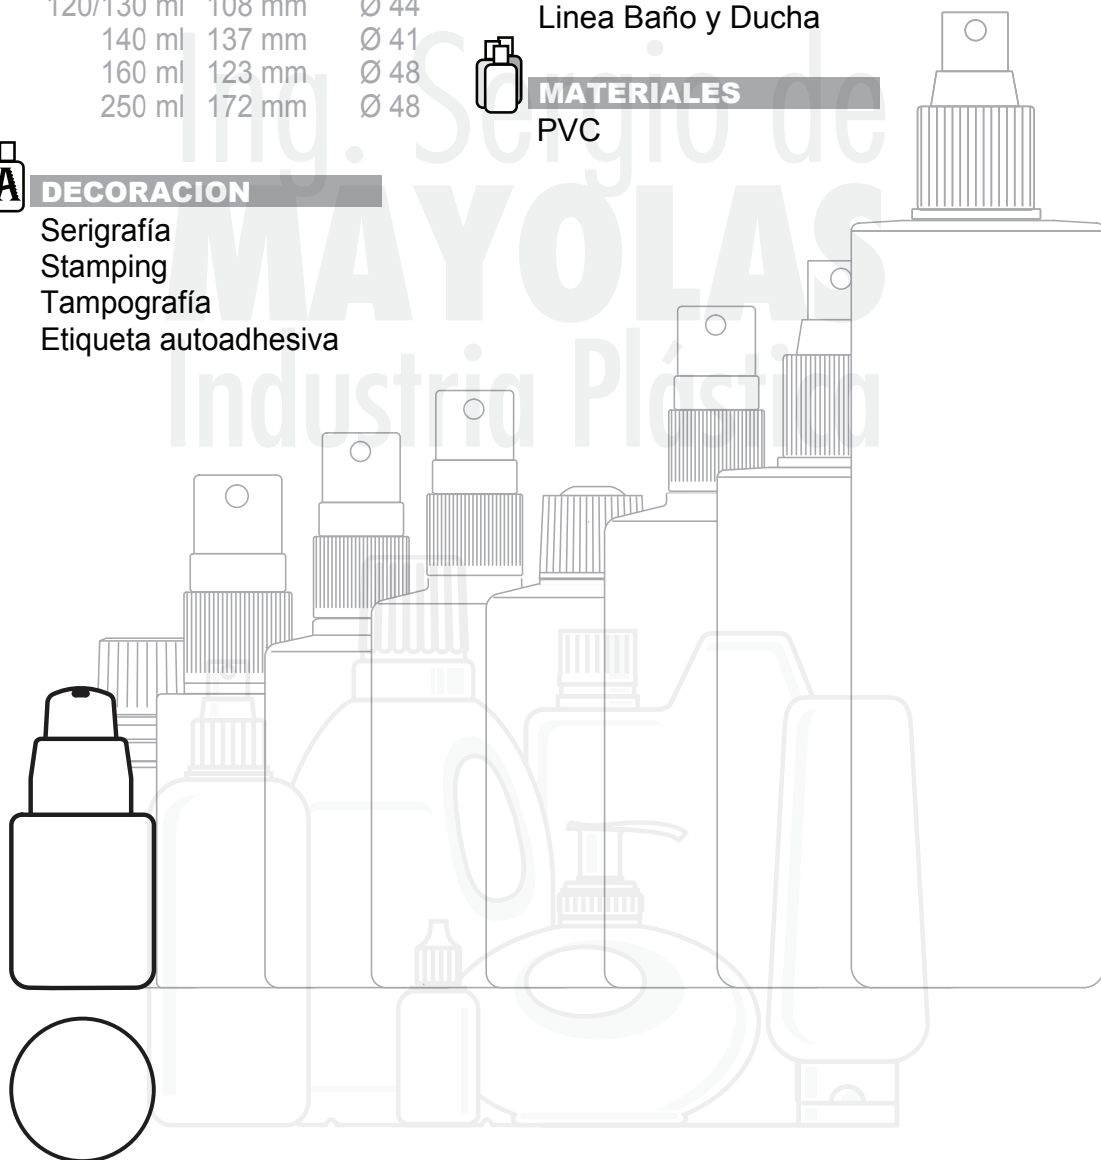 120/130 ml 108 mm Ø 44
140 ml 137 mm Ø 41
160 ml 123 mm Ø 48
250 ml 172 mm Ø 48
Linea Baño y Ducha
MATERIALES
PVC
A
DECORACION
Serigrafía
Stamping
Tampografía
Etiqueta autoadhesiva
Ing. Sergio de
MAYOLAS
Industria Plástica